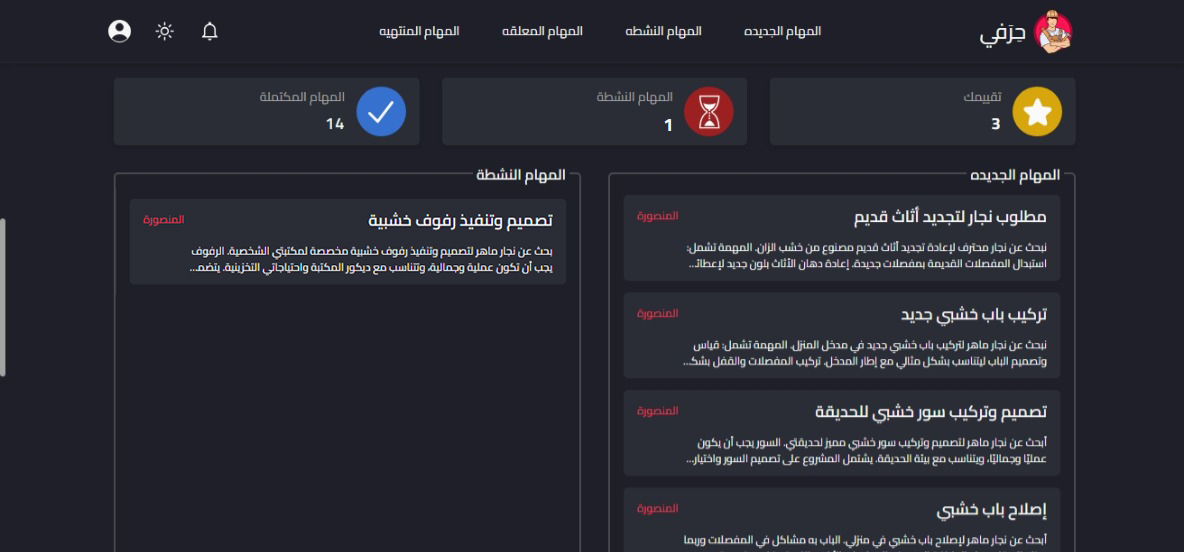 حِرَفي
المهام الجديده
المهام النشطه
المهام المعلقه
المهام المنتهيه
تقييمك
3
المهام النشطة
1
المهام المكتملة
14
المهام الجديده
مطلوب نجار لتجديد أثاث قديم
المنصورة
نبحث عن نجار محترف لإعادة تجديد أثاث قديم مصنوع من خشب الزان. المهمة تشمل:
استبدال المفصلات القديمة بمفصلات جديدة. إعادة دهان الأثاث بلون جديد لإعطائـ...
تركيب باب خشبي جديد
المنصورة
نبحث عن نجار ماهر لتركيب باب خشبي جديد في مدخل المنزل. المهمة تشمل: قياس
وتصميم الباب ليتناسب بشكل مثالي مع إطار المدخل. تركيب المفصلات والقفل بشكـ...
تصميم وتركيب سور خشبي للحديقة
المنصورة
أبحث عن نجار ماهر لتصميم وتركيب سور خشبي مميز لحديقتي. السور يجب أن يكون
عمليًا وجماليًا، ويتناسب مع بيئة الحديقة. يشتمل المشروع على تصميم السور واختيار...
إصلاح باب خشبي
المنصورة
أبحث عن نجار ماهر لإصلاح باب خشبي في منزلي. الباب به مشاكل في المفصلات وربما
المهام النشطة
تصميم وتنفيذ رفوف خشبية
المنصورة
بحث عن نجار ماهر لتصميم وتنفيذ رفوف خشبية مخصصة لمكتبتي الشخصية. الرفوف
يجب أن تكون عملية وجمالية، وتتناسب مع ديكور المكتبة واحتياجاتي التخزينية. يتضمـ...